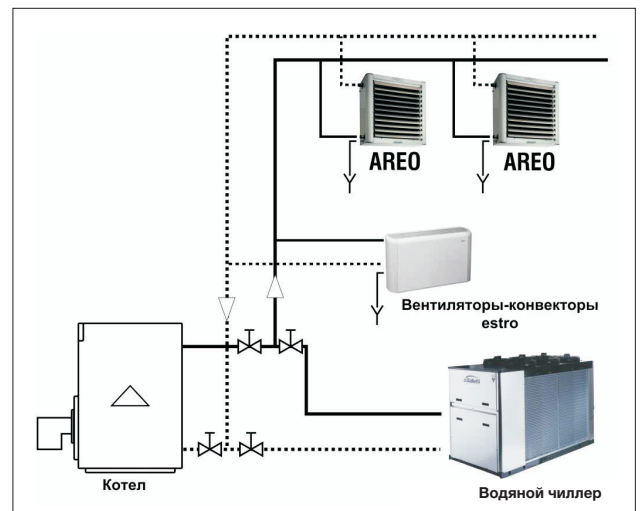 AREO AREO
Вентиляторы-конвекторы
estro
Котел
Водяной чиллер